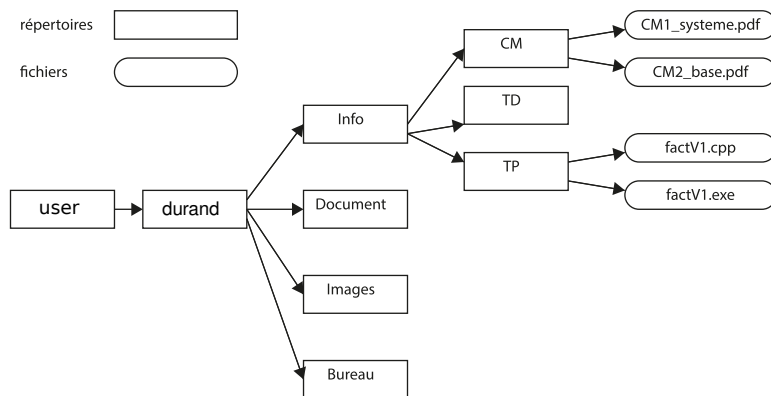 répertoires
fichiers
user
durand
Info
Document
Images
Bureau
CM
TD
TP
CM1_systeme.pdf
CM2_base.pdf
factV1.cpp
factV1.exe